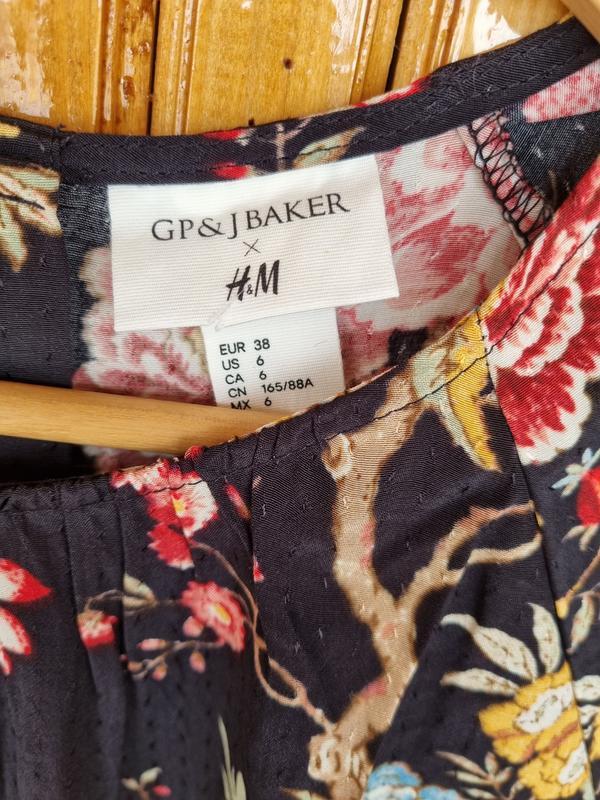 GP & J BAKER
×
H&M
EUR 38
US 6
CA 6
CN 165/88A
MX 6